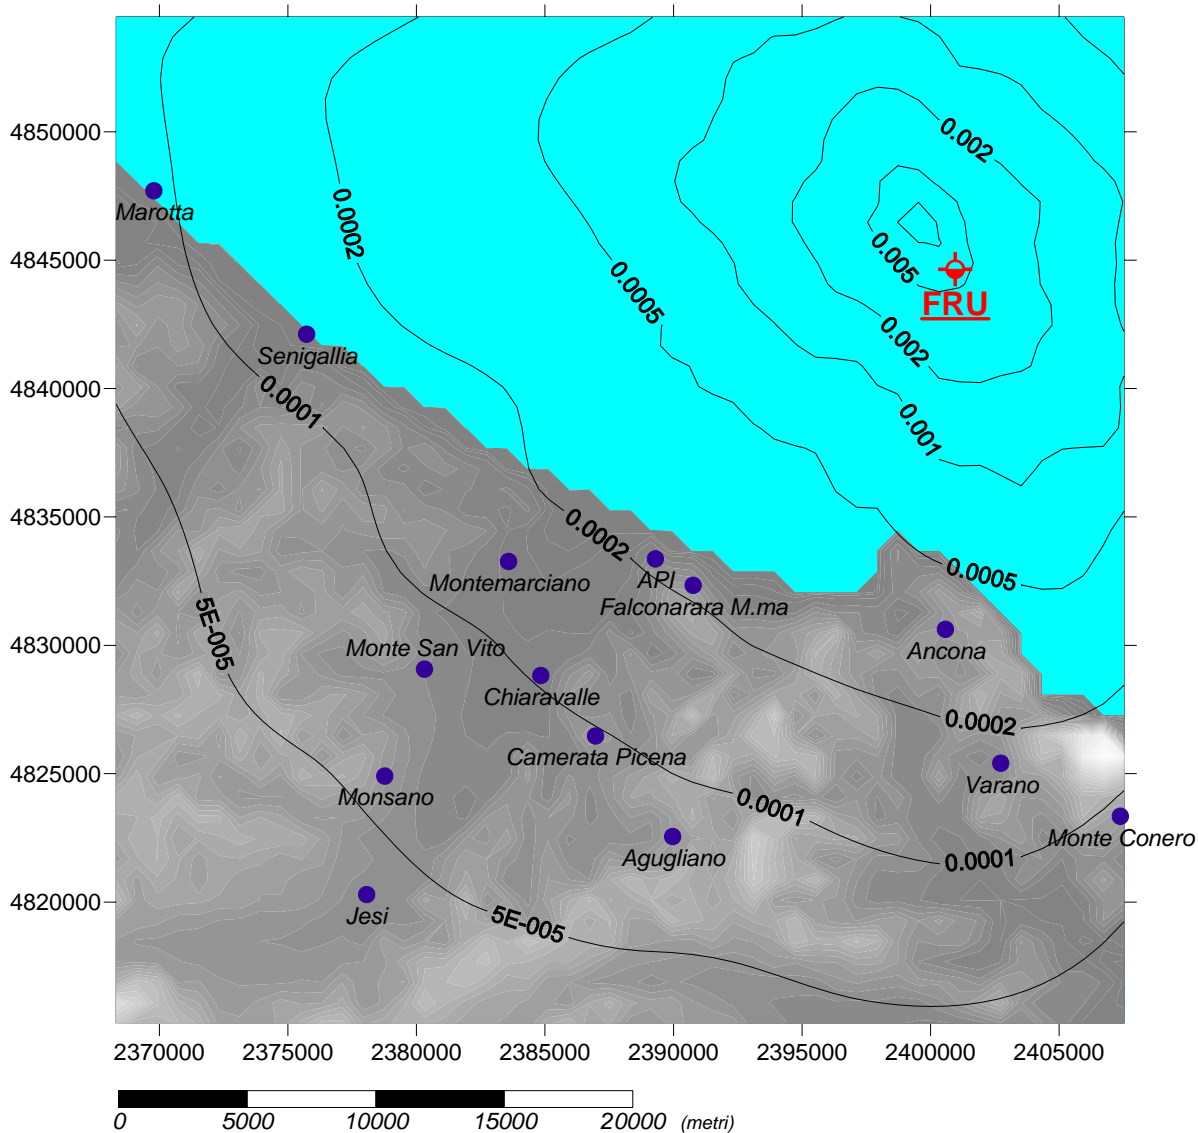 4850000
4845000
4840000
4835000
4830000
4825000
4820000
0.002
Marotta
0.0002
0.005
0.0005
FRU
0.002
Senigallia
0.0001
0.001
0.0002
API
0.0005
Montemarciano
Falconarara M.ma
5E-005
Monte San Vito
Ancona
Chiaravalle
0.0002
Camerata Picena
Varano
Monsano
0.0001
Monte Conero
Agugliano
0.0001
Jesi
5E-005
2370000 2375000 2380000 2385000 2390000 2395000 2400000 2405000
0 5000 10000 15000 20000 (metri)